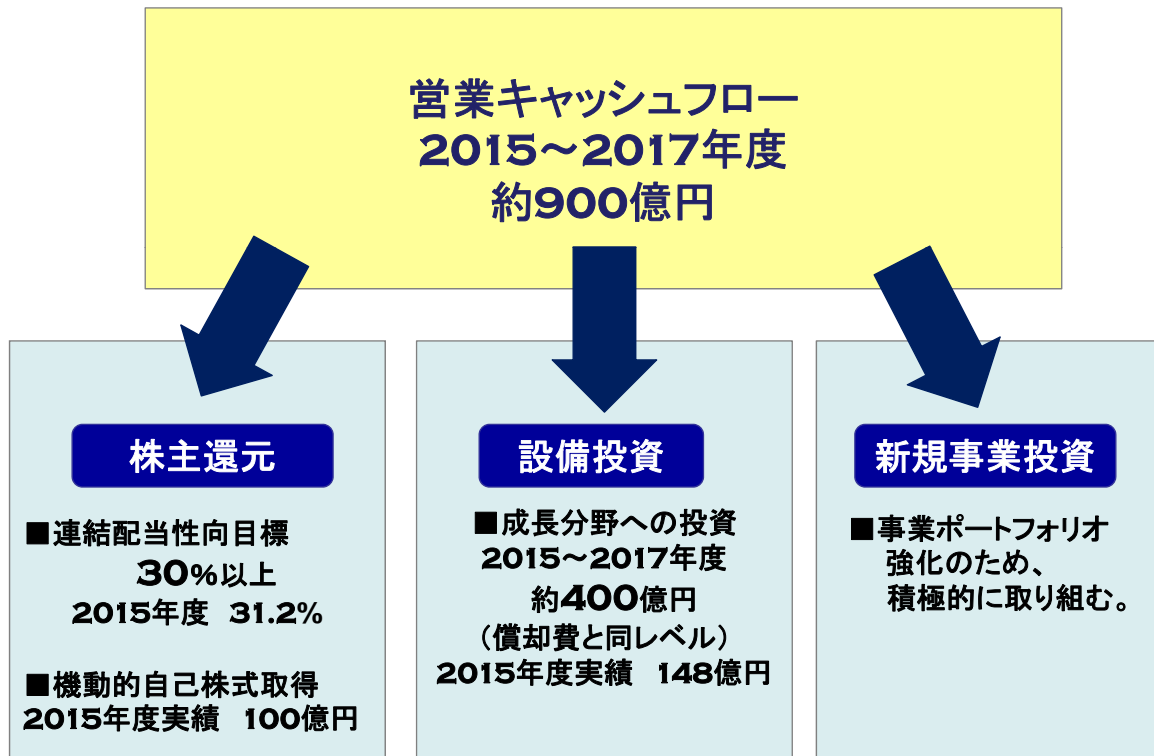 営業キャッシュフロー
2015～2017年度
約900億円
株主還元
■連結配当性向目標
30%以上
2015年度 31.2%
■機動的自己株式取得
2015年度実績 100億円
設備投資
■成長分野への投資
2015～2017年度
約400億円
（償却費と同レベル）
2015年度実績 148億円
新規事業投資
■事業ポートフォリオ
強化のため、
積極的に取り組む。